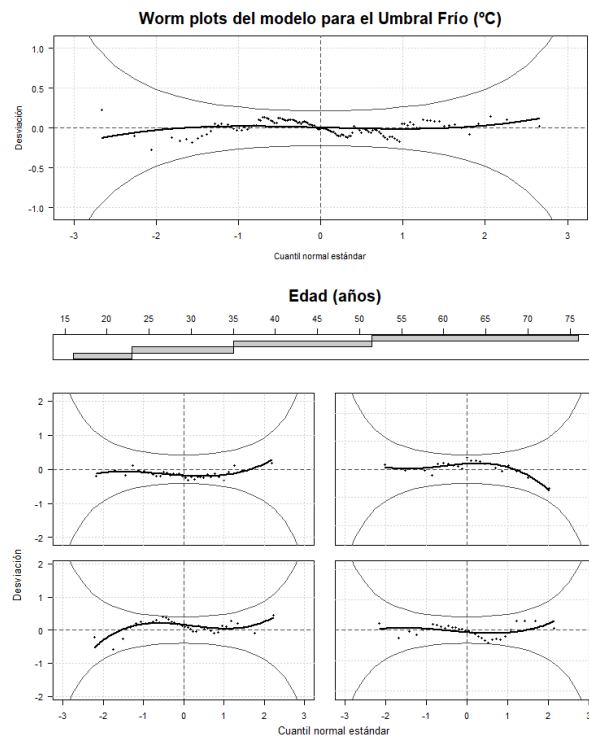 Worm plots del modelo para el Umbral Frío (ºC)
1.0
0.5
0.0
-0.5
-1.0
Desviación
-3 -2 -1 0 1 2 3
Cuantil normal estándar
Edad (años)
15 20 25 30 35 40 45 50 55 60 65 70 75
2
1
0
-1
-2
2
1
0
-1
-2
Desviación
-3 -2 -1 0 1 2 3 -3 -2 -1 0 1 2 3
Cuantil normal estándar